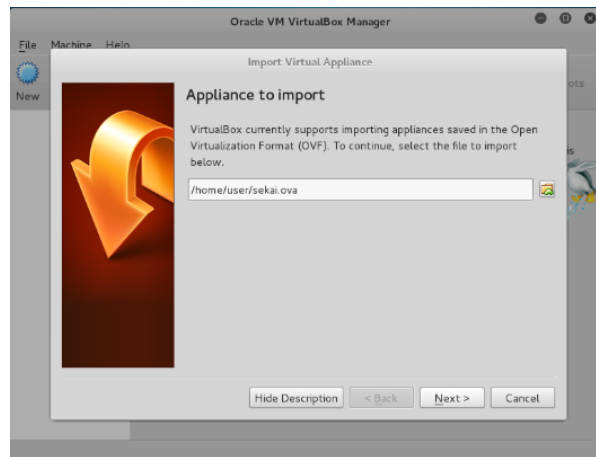 Oracle VM VirtualBox Manager
File Machine Help
Import Virtual Appliance
New
ots
Appliance to import
is
VirtualBox currently supports importing appliances saved in the Open
Virtualization Format (OVF). To continue, select the file to import
below.
/home/user/sekai.ova
Hide Description < Back Next > Cancel